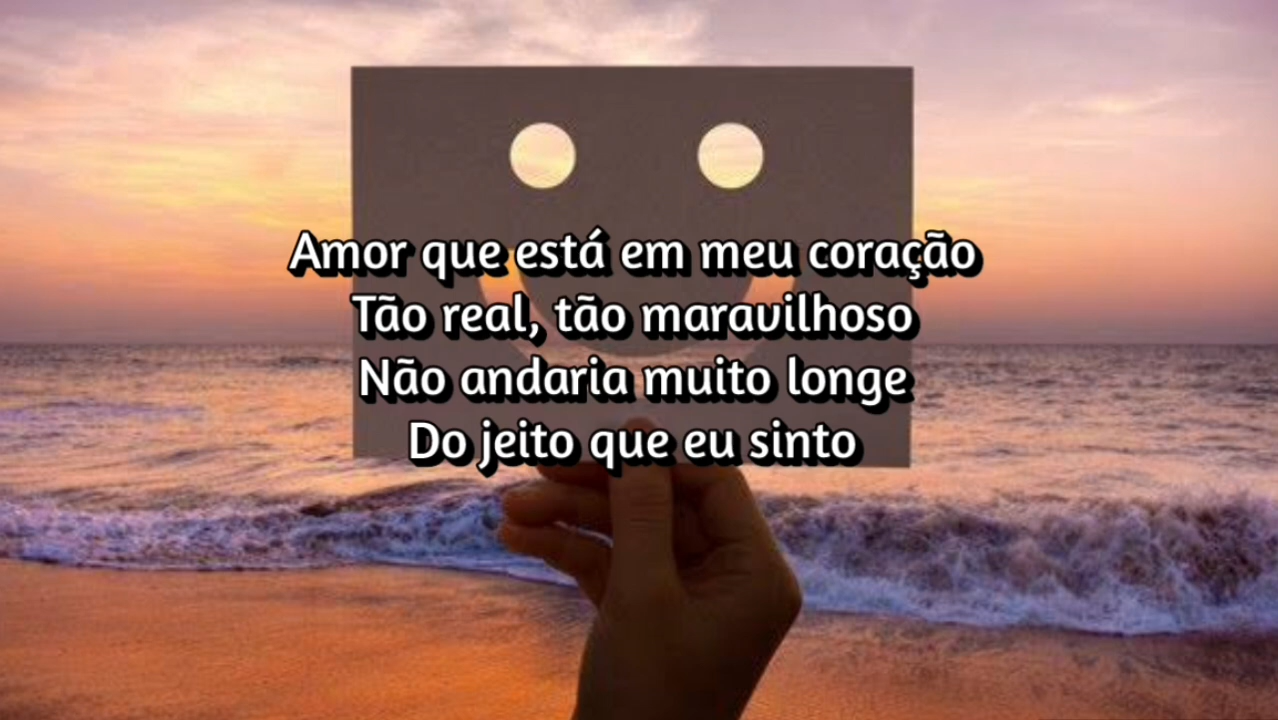 Amor que está em meu coração
Tão real, tão maravilhoso
Não andaria muito longe
Do jeito que eu sinto